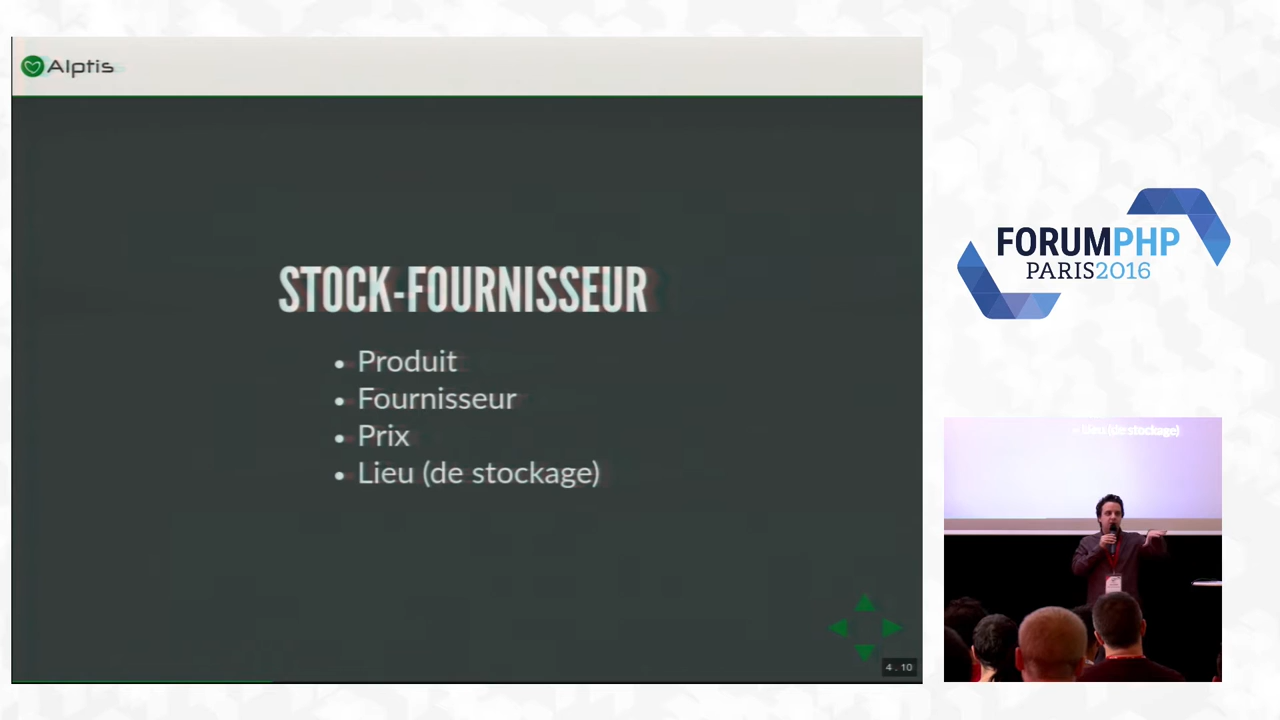 Alptis
STOCK-FOURNISSEUR
• Produit
• Fournisseur
• Prix
• Lieu (de stockage)
4.10
FORUMPHP
PARIS2016
• Lieu (de stockage)